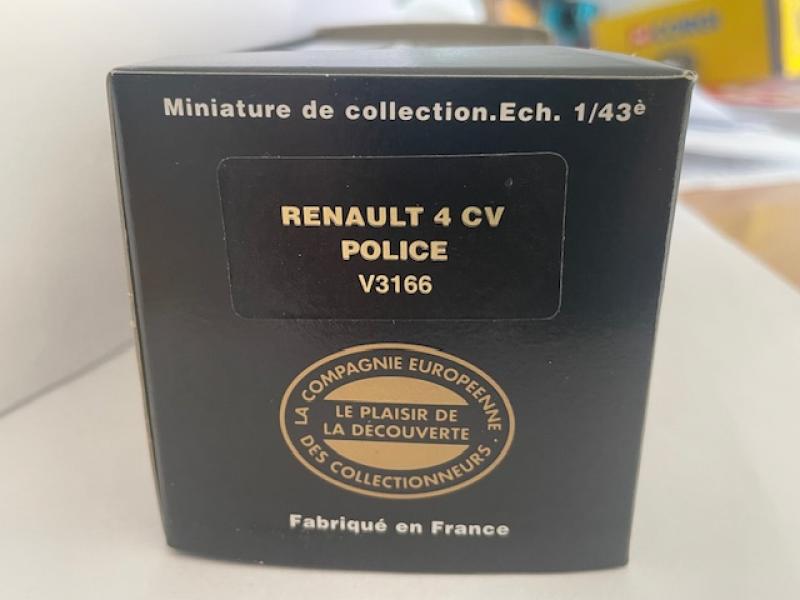 Miniature de collection.Ech. 1/43è
RENAULT 4 CV
POLICE
V3166
LA COMPAGNIE EUROPEENNE
LE PLAISIR DE
LA DÉCOUVERTE
DES COLLECTIONNEURS.
Fabriqué en France